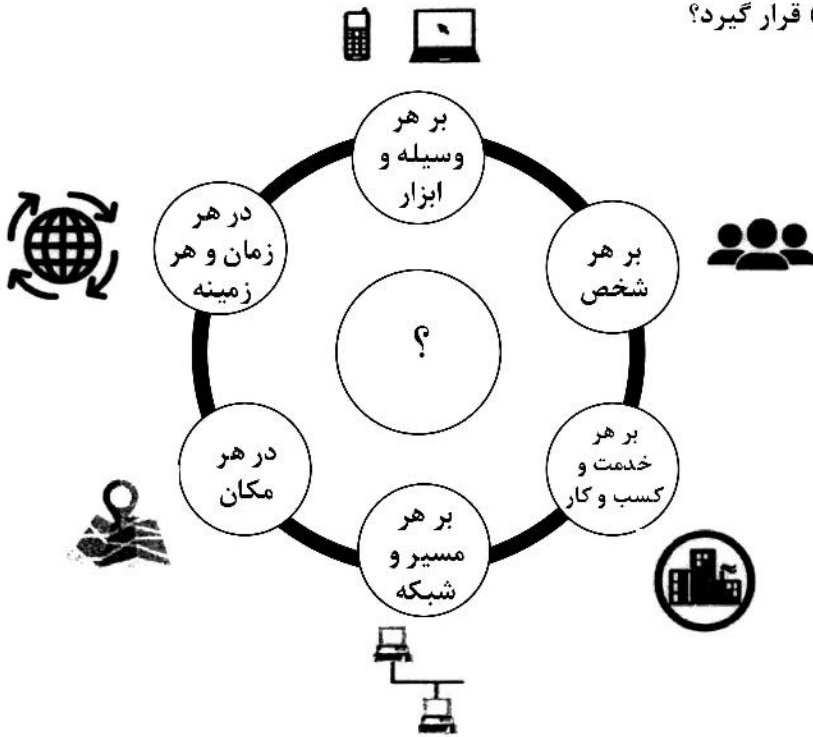 قرار گیرد؟
بر هر
وسیله و
ابزار
بر هر
شخص
بر هر
خدمت و
کسب و کار
بر هر
مسیر و
شبکه
در هر
مکان
در هر
زمان و هر
زمینه
؟